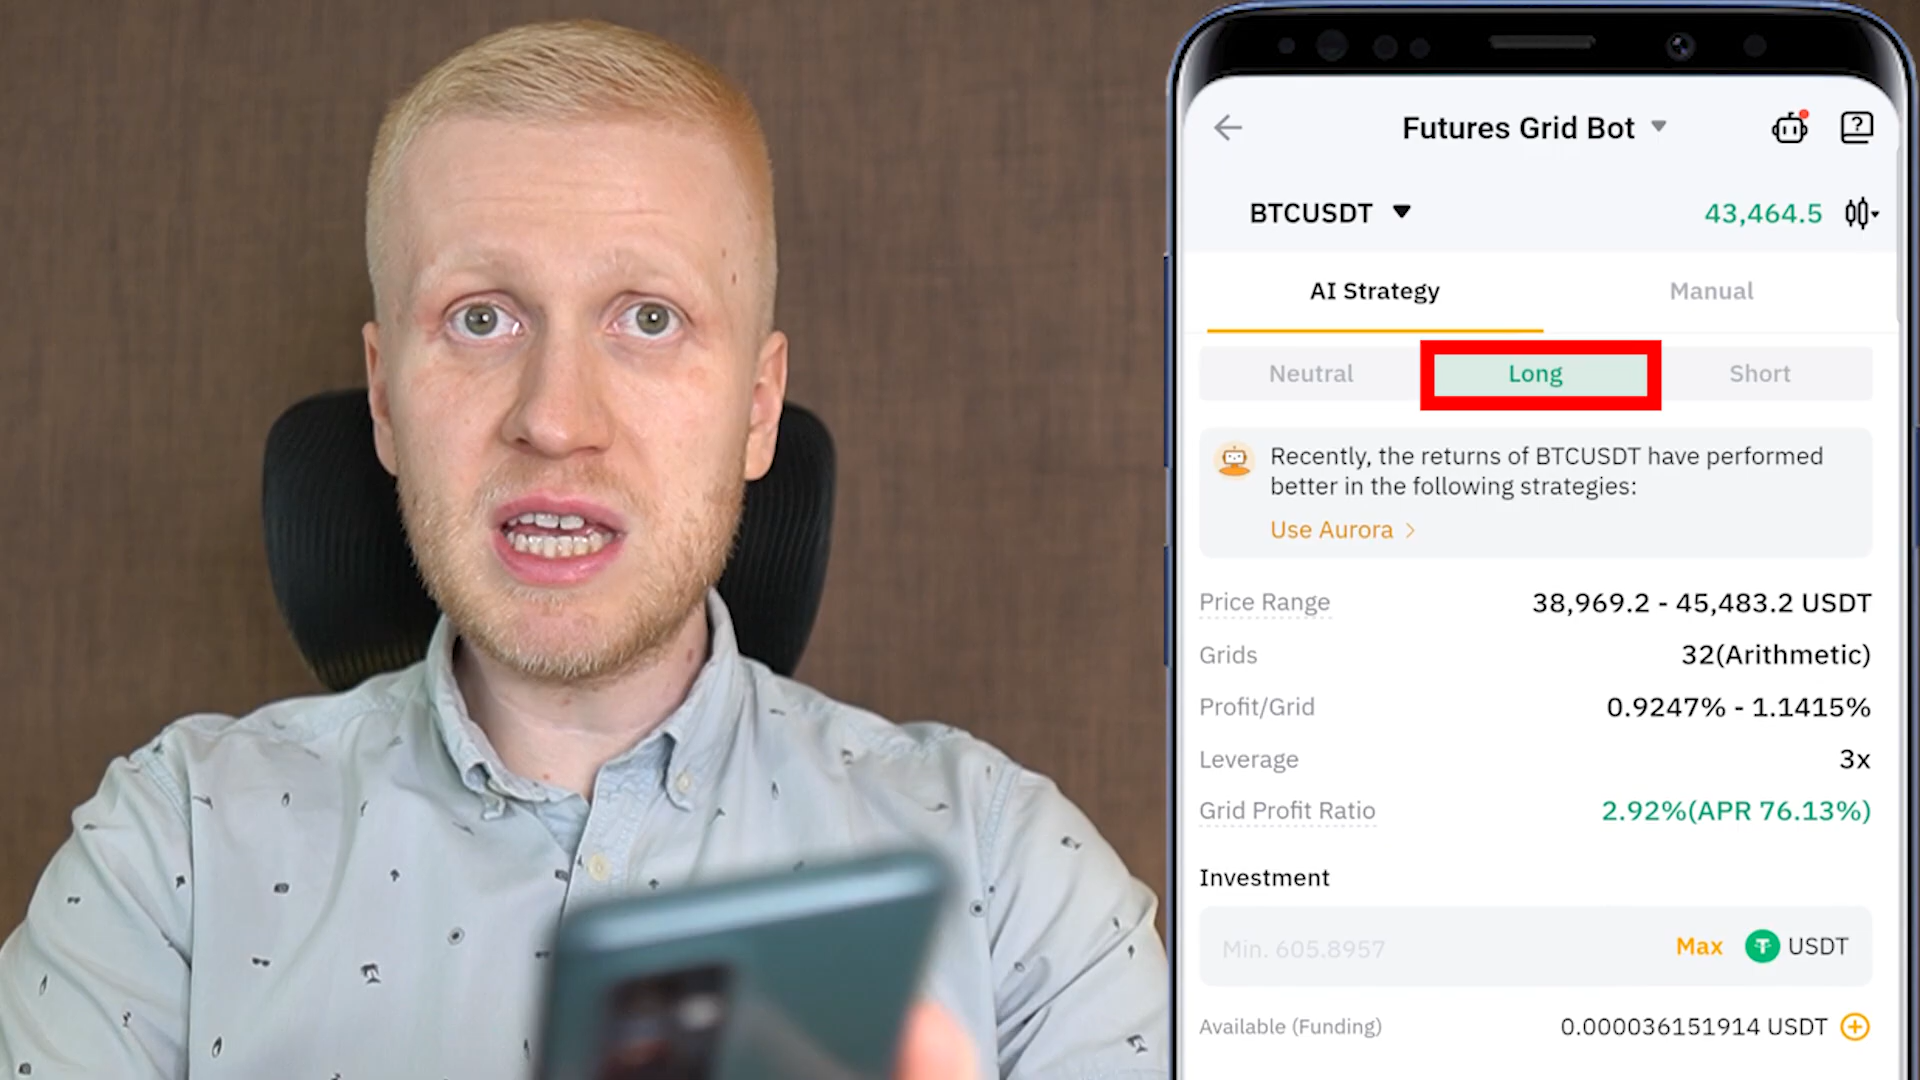 Futures Grid Bot
BTCUSDT
43,464.5
AI Strategy
Manual
Neutral
Long
Short
Recently, the returns of BTCUSDT have performed
better in the following strategies:
Use Aurora
Price Range
38,969.2 - 45,483.2 USDT
Grids
32(Arithmetic)
Profit/Grid
0.9247% - 1.1415%
Leverage
3x
Grid Profit Ratio
2.92%(APR 76.13%)
Investment
Min. 605.8957
Max
USDT
Available (Funding)
0.000036151914 USDT